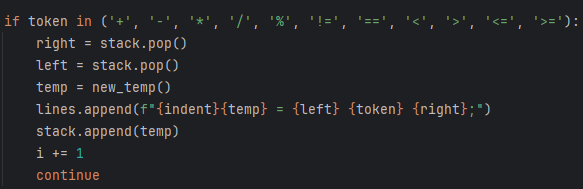 if token in ('+', '-', '*', '/', '%', '!=', '==', '<', '>', '<=', '>='):
    right = stack.pop()
    left = stack.pop()
    temp = new_temp()
    lines.append(f"{indent}{temp} = {left} {token} {right};")
    stack.append(temp)
    i += 1
    continue